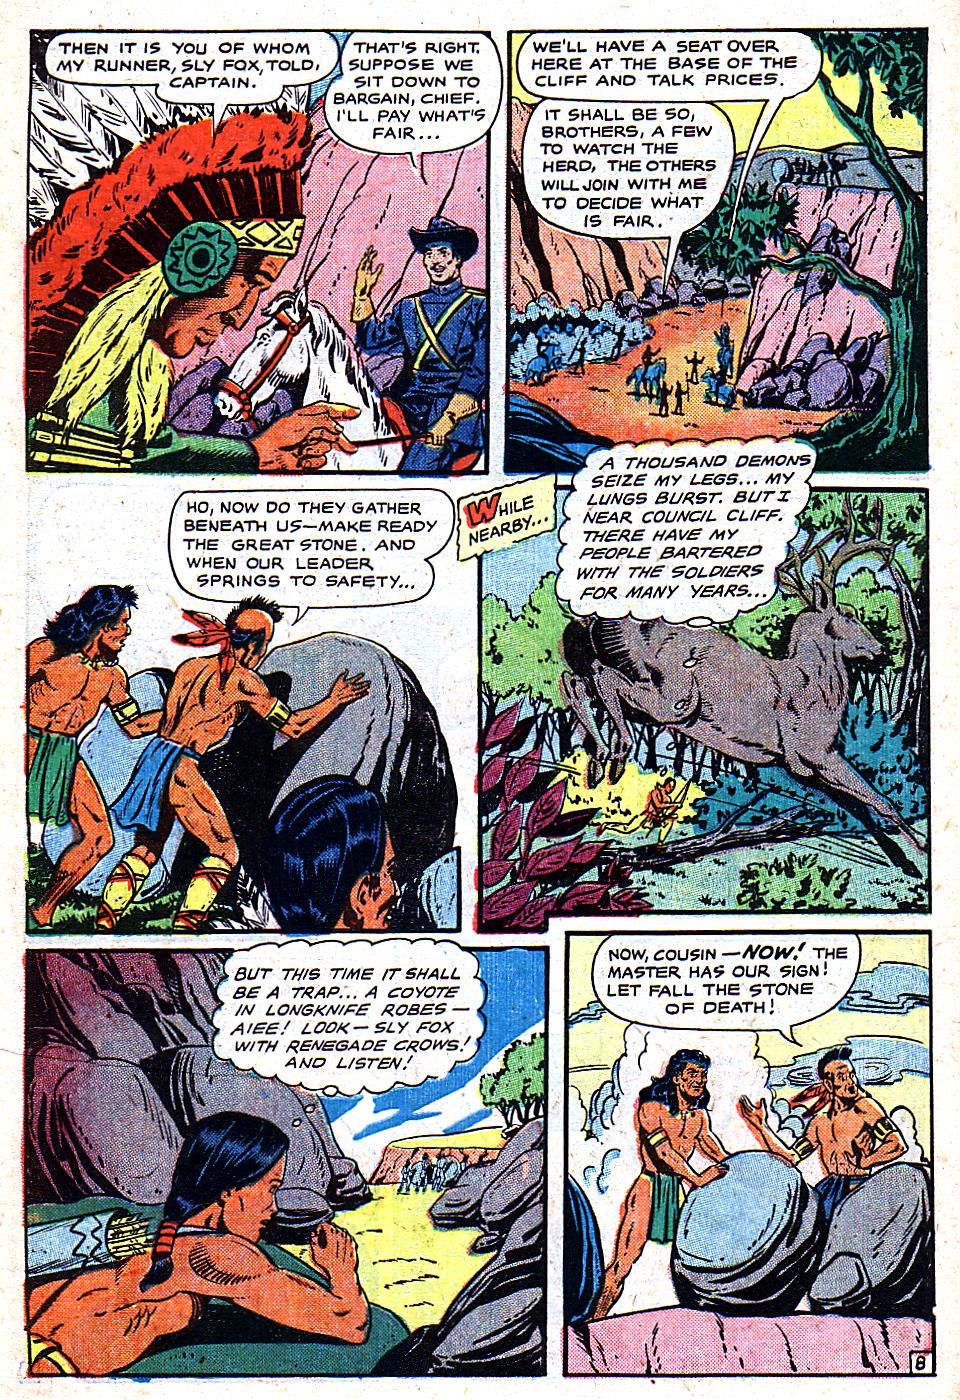 THEN IT IS YOU OF WHOM
MY RUNNER, SLY FOX, TOLD,
CAPTAIN.
THAT'S RIGHT.
SUPPOSE WE
SIT DOWN TO
BARGAIN, CHIEF.
I'LL PAY WHAT'S
FAIR...
WE'LL HAVE A SEAT OVER
HERE AT THE BASE OF THE
CLIFF AND TALK PRICES.
IT SHALL BE SO,
BROTHERS, A FEW
TO WATCH THE
HERD, THE OTHERS
WILL JOIN WITH ME
TO DECIDE WHAT
IS FAIR.
HO, NOW DO THEY GATHER
BENEATH US—MAKE READY
THE GREAT STONE. AND
WHEN OUR LEADER
SPRINGS TO SAFETY...
WHILE
NEARBY...
A THOUSAND DEMONS
SEIZE MY LEGS... MY
LUNGS BURST. BUT I
NEAR COUNCIL CLIFF.
THERE HAVE MY
PEOPLE BARTERED
WITH THE SOLDIERS
FOR MANY YEARS...
BUT THIS TIME IT SHALL
BE A TRAP... A COYOTE
IN LONGKNIFE ROBES—
AIEE! LOOK—SLY FOX
WITH RENEGADE CROWS!
AND LISTEN!
NOW, COUSIN—NOW! THE
MASTER HAS OUR SIGN!
LET FALL THE STONE
OF DEATH!
8